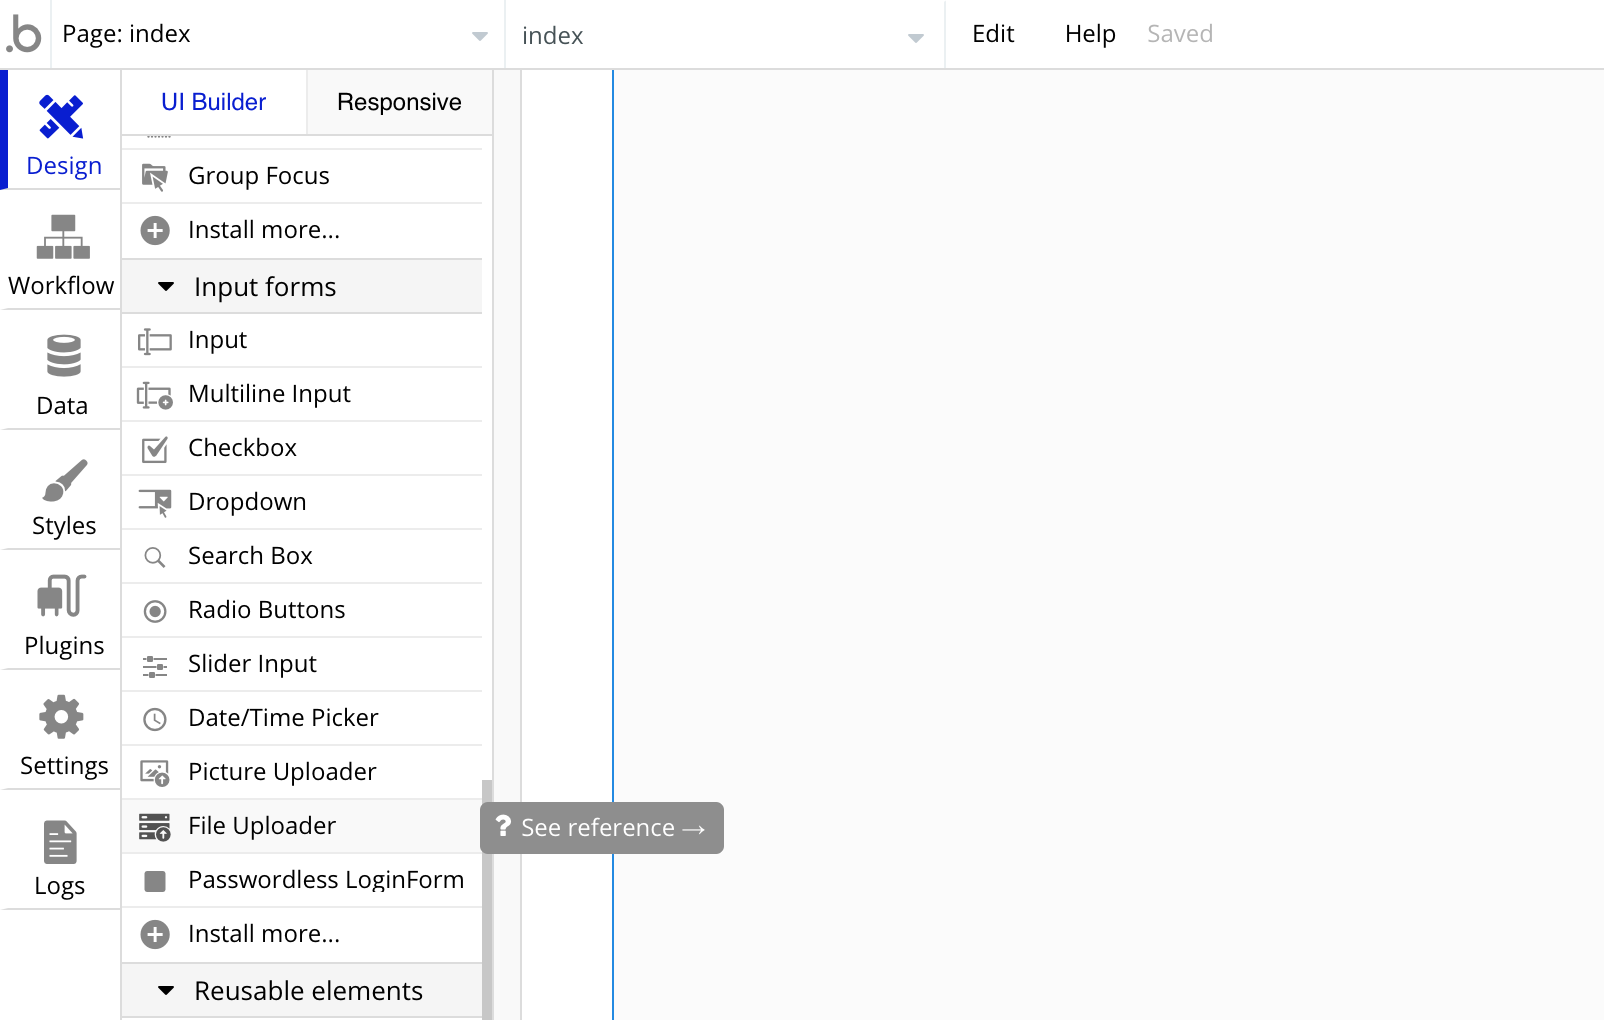 .b Page: index index Edit Help Saved
UI Builder Responsive
Design
Workflow
Data
Styles
Plugins
Settings
Logs
Group Focus
Install more...
Input forms
Input
Multiline Input
Checkbox
Dropdown
Search Box
Radio Buttons
Slider Input
Date/Time Picker
Picture Uploader
File Uploader
? See reference →
Passwordless LoginForm
Install more...
Reusable elements